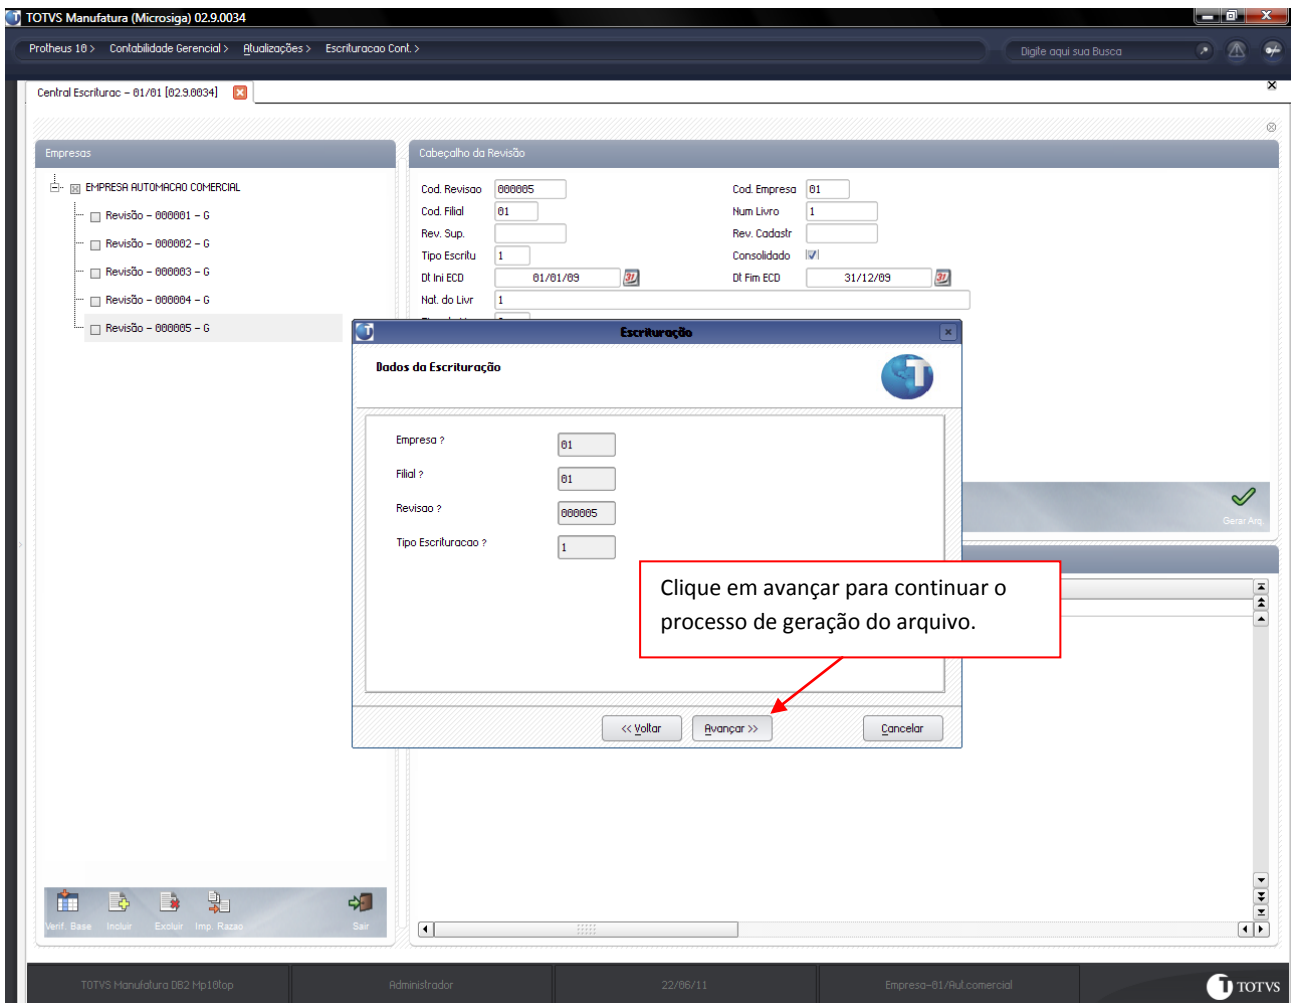 TOTVS Manufatura (Microsiga) 02.9.0034
Protheus 10 > Contabilidade Gerencial > Atualizações > Escrituracao Cont. >
Digite aqui sua Busca
Central Escriturac - 01/01 [02.9.0034]
Empresas
EMPRESA AUTOMACAO COMERCIAL
Revisão - 000001 - G
Revisão - 000002 - G
Revisão - 000003 - G
Revisão - 000004 - G
Revisão - 000005 - G
Cabeçalho da Revisão
Cod. Revisao 000005 Cod. Empresa 01
Cod. Filial 01 Num Livro 1
Rev. Sup. Rev. Cadastr
Tipo Escritu 1 Consolidado
Dt Ini ECD 01/01/09 31 Dt Fim ECD 31/12/09 31
Nat. do Livr 1
Escrituração
Dados da Escrituração
Empresa ? 01
Filial ? 01
Revisao ? 000005
Tipo Escrituracao ? 1
Clique em avançar para continuar o
processo de geração do arquivo.
<< Voltar Avançar >> Cancelar
Gerar Arq.
Verif. Base Incluir Excluir Imp. Razao Sair
TOTVS Manufatura DB2 Mp10top Administrador 22/06/11 Empresa-01/Aut.comercial TOTVS